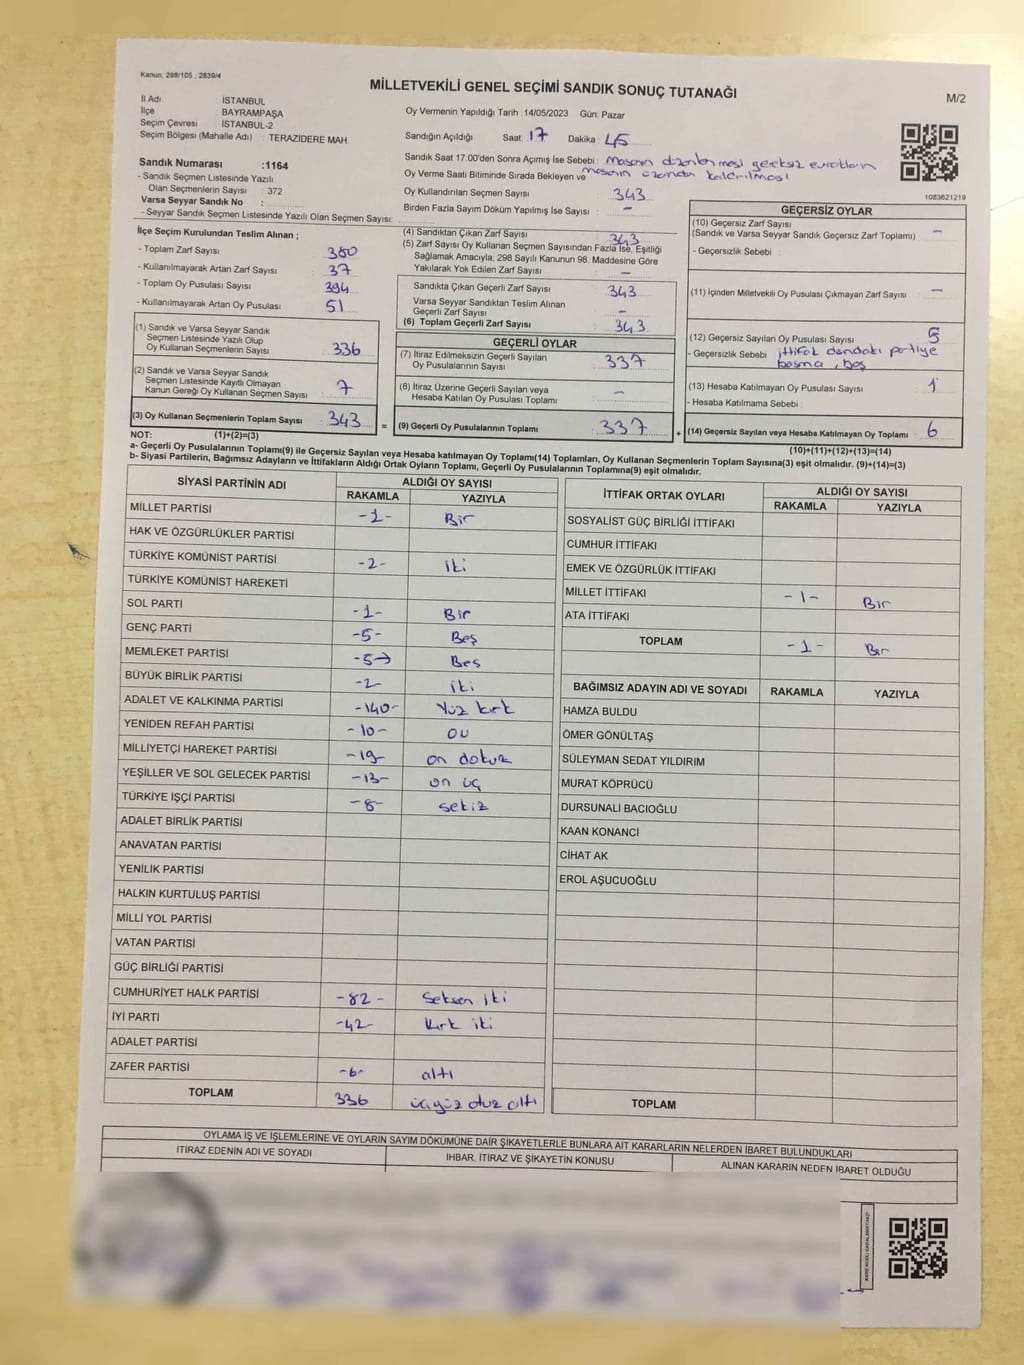 Kanun; 298/105 , 2839/4
MİLLETVEKİLİ GENEL SEÇİMİ SANDIK SONUÇ TUTANAĞI
M/2
İl Adı : İSTANBUL
İlçe : BAYRAMPAŞA
Seçim Çevresi : İSTANBUL-2
Seçim Bölgesi (Mahalle Adı) : TERAZİDERE MAH.
Oy Vermenin Yapıldığı Tarih :14/05/2023 Gün: Pazar
Sandığın Açıldığı Saat: 17 Dakika: 45
Sandık Saat 17.00'den Sonra Açımış İse Sebebi : masanın düzenlenmesi gereksiz evrakların
masanın üzerinden kaldırılması
Oy Verme Saati Bitiminde Sırada Bekleyen ve
Oy Kullandırılan Seçmen Sayısı : 343
Birden Fazla Sayım Döküm Yapılmış İse Sayısı : -
Sandık Numarası :1164
- Sandık Seçmen Listesinde Yazılı
Olan Seçmenlerin Sayısı : 372
Varsa Seyyar Sandık No :
- Seyyar Sandık Seçmen Listesinde Yazılı Olan Seçmen Sayısı:
1083621219
İlçe Seçim Kurulundan Teslim Alınan ;
- Toplam Zarf Sayısı : 380
- Kullanılmayarak Artan Zarf Sayısı : 37
- Toplam Oy Pusulası Sayısı : 394
- Kullanılmayarak Artan Oy Pusulası : 51
(1) Sandık ve Varsa Seyyar Sandık
Seçmen Listesinde Yazılı Olup
Oy Kullanan Seçmenlerin Sayısı : 336
(2) Sandık ve Varsa Seyyar Sandık
Seçmen Listesinde Kayıtlı Olmayan
Kanun Gereği Oy Kullanan Seçmen Sayısı : 7
(3) Oy Kullanan Seçmenlerin Toplam Sayısı : 343
(4) Sandıktan Çıkan Zarf Sayısı : 343
(5) Zarf Sayısı Oy Kullanan Seçmen Sayısından Fazla İse, Eşitliği
Sağlamak Amacıyla; 298 Sayılı Kanunun 98. Maddesine Göre
Yakılarak Yok Edilen Zarf Sayısı : -
Sandıkta Çıkan Geçerli Zarf Sayısı : 343
Varsa Seyyar Sandıktan Teslim Alınan
Geçerli Zarf Sayısı : -
(6) Toplam Geçerli Zarf Sayısı : 343
GEÇERLİ OYLAR
(7) İtiraz Edilmeksizin Geçerli Sayılan
Oy Pusulalarının Sayısı : 337
(8) İtiraz Üzerine Geçerli Sayılan veya
Hesaba Katılan Oy Pusulası Toplamı : -
= (9) Geçerli Oy Pusulalarının Toplamı : 337 +
GEÇERSİZ OYLAR
(10) Geçersiz Zarf Sayısı
(Sandık ve Varsa Seyyar Sandık Geçersiz Zarf Toplamı) : -
- Geçersizlik Sebebi :
(11) İçinden Milletvekili Oy Pusulası Çıkmayan Zarf Sayısı : -
(12) Geçersiz Sayılan Oy Pusulası Sayısı : 5
- Geçersizlik Sebebi : ittifak dandaki partiye
basma, boş
(13) Hesaba Katılmayan Oy Pusulası Sayısı : 1
- Hesaba Katılmama Sebebi :
(14) Geçersiz Sayılan veya Hesaba Katılmayan Oy Toplamı : 6
NOT: (1)+(2)=(3) (10)+(11)+(12)+(13)=(14)
a- Geçerli Oy Pusulaları Toplamı(9) ile Geçersiz Sayılan veya Hesaba katılmayan Oy Toplamı(14) Toplamları, Oy Kullanan Seçmenlerin Toplam Sayısına(3) eşit olmalıdır. (9)+(14)=(3)
b- Siyasi Partilerin, Bağımsız Adayların ve İttifakların Aldığı Ortak Oyların Toplamı, Geçerli Oy Pusulalarının Toplamına(9) eşit olmalıdır.
SİYASİ PARTİNİN ADI ALDIĞI OY SAYISI
RAKAMLA YAZIYLA
MİLLET PARTİSİ -1- Bir
HAK VE ÖZGÜRLÜKLER PARTİSİ
TÜRKİYE KOMÜNİST PARTİSİ -2- iki
TÜRKİYE KOMÜNİST HAREKETİ
SOL PARTİ -1- Bir
GENÇ PARTİ -5- Beş
MEMLEKET PARTİSİ -5- Beş
BÜYÜK BİRLİK PARTİSİ -2- iki
ADALET VE KALKINMA PARTİSİ -140- Yüz kırk
YENİDEN REFAH PARTİSİ -10- on
MİLLİYETÇİ HAREKET PARTİSİ -19- on dokuz
YEŞİLLER VE SOL GELECEK PARTİSİ -13- on üç
TÜRKİYE İŞÇİ PARTİSİ -8- sekiz
ADALET BİRLİK PARTİSİ
ANAVATAN PARTİSİ
YENİLİK PARTİSİ
HALKIN KURTULUŞ PARTİSİ
MİLLİ YOL PARTİSİ
VATAN PARTİSİ
GÜÇ BİRLİĞİ PARTİSİ
CUMHURİYET HALK PARTİSİ -82- Seksen iki
İYİ PARTİ -42- Kırk iki
ADALET PARTİSİ
ZAFER PARTİSİ -6- altı
TOPLAM 336 üçyüz otuz altı
İTTİFAK ORTAK OYLARI ALDIĞI OY SAYISI
RAKAMLA YAZIYLA
SOSYALİST GÜÇ BİRLİĞİ İTTİFAKI
CUMHUR İTTİFAKI
EMEK VE ÖZGÜRLÜK İTTİFAKI
MİLLET İTTİFAKI -1- Bir
ATA İTTİFAKI
TOPLAM -1- Bir
BAĞIMSIZ ADAYIN ADI VE SOYADI RAKAMLA YAZIYLA
HAMZA BULDU
ÖMER GÖNÜLTAŞ
SÜLEYMAN SEDAT YILDIRIM
MURAT KÖPRÜCÜ
DURSUNALİ BACIOĞLU
KAAN KONANCİ
CİHAT AK
EROL AŞUCUOĞLU
TOPLAM
OYLAMA İŞ VE İŞLEMLERİNE VE OYLARIN SAYIM DÖKÜMÜNE DAİR ŞİKAYETLERLE BUNLARA AİT KARARLARIN NELERDEN İBARET BULUNDUKLARI
İTİRAZ EDENİN ADI VE SOYADI İHBAR, İTİRAZ VE ŞİKAYETİN KONUSU ALINAN KARARIN NEDEN İBARET OLDUĞU
KARE KODU KARALAMAYINIZ!